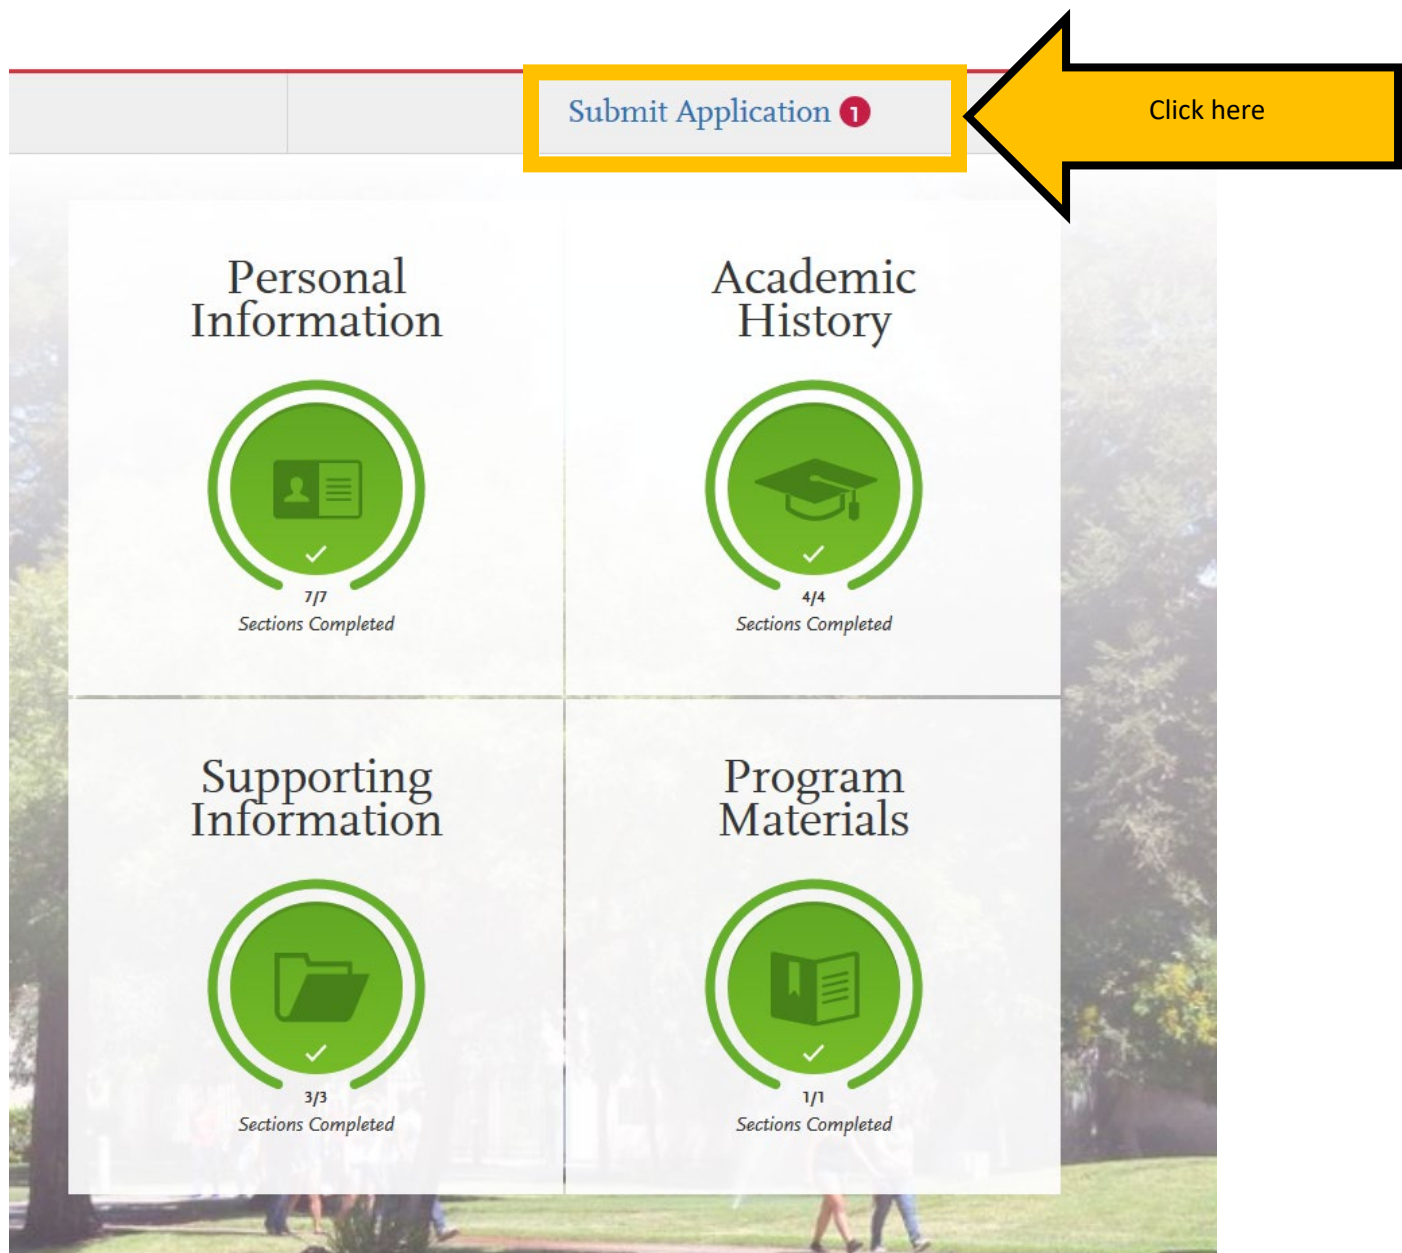 Submit Application 1
Click here
Personal
Information
Academic
History
7/7
Sections Completed
4/4
Sections Completed
Supporting
Information
Program
Materials
3/3
Sections Completed
1/1
Sections Completed